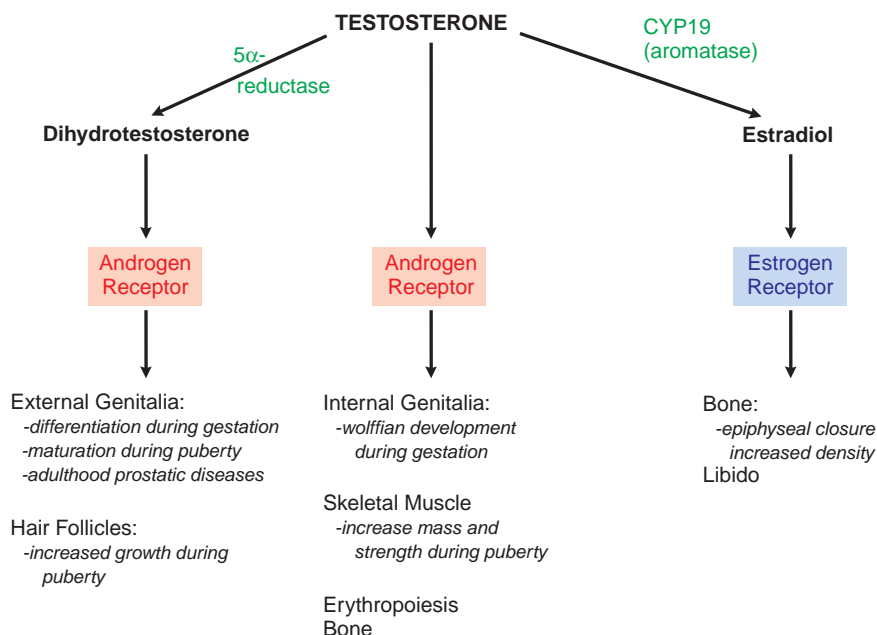 TESTOSTERONE
5α-
reductase
CYP19
(aromatase)
Dihydrotestosterone
Estradiol
Androgen
Receptor
Androgen
Receptor
Estrogen
Receptor
External Genitalia:
-differentiation during gestation
-maturation during puberty
-adulthood prostatic diseases
Hair Follicles:
-increased growth during
puberty
Internal Genitalia:
-wolffian development
during gestation
Skeletal Muscle
-increase mass and
strength during puberty
Erythropoiesis
Bone
Bone:
-epiphyseal closure
increased density
Libido